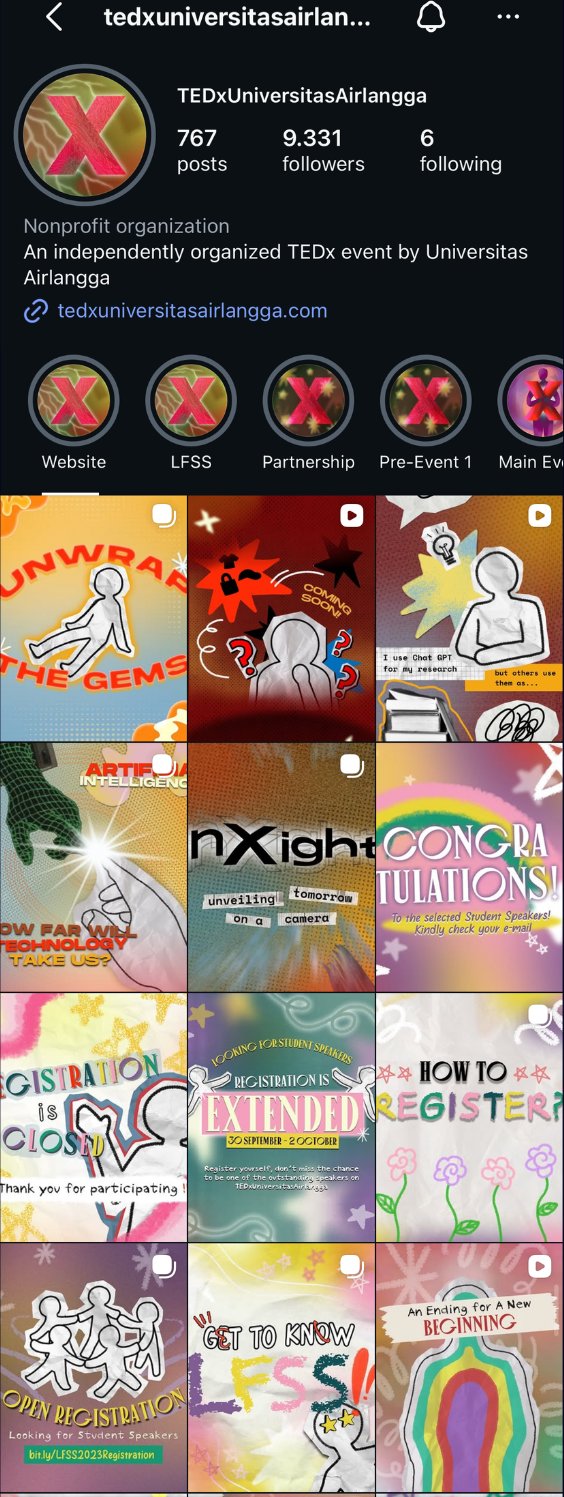 tedxuniversitasairlan...
TEDxUniversitasAirlangga
767
9.331
6
posts
followers
following
Nonprofit organization
An independently organized TEDx event by Universitas
Airlangga
tedxuniversitasairlangga.com
Website
LFSS
Partnership
Pre-Event 1
Main Eve
UNWRAP
THE GEMS
COMING
SOON!
I use Chat GPT
for my research
but others use
them as...
ARTIFICIA
INTELLIGENC
OW FAR WILL
TECHNOLOGY
TAKE US?
nXight
unveiling tomorrow
on a camera
CONGRA
TULATIONS!
To the selected Student Speakers!
Kindly check your e-mail
EGISTRATION
is
CLOSED
Thank you for participating !
LOOKING FOR STUDENT SPEAKERS
REGISTRATION IS
EXTENDED
30 SEPTEMBER - 2 OCTOBER
Register yourself, don't miss the chance
to be one of the outstanding speakers on
TEDxUniversitasAirlangga
HOW TO
REGISTER?
OPEN REGISTRATION
Looking for Student Speakers
bit.ly/LFSS2023Registration
GET TO KNOW
LFSS!!
An Ending for A New
BEGINNING